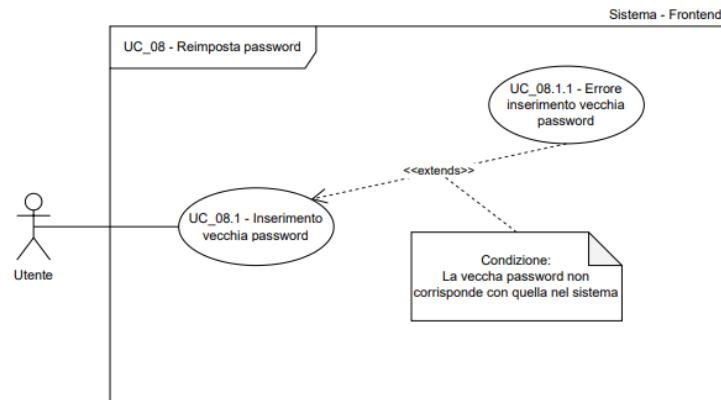 Sistema - Frontend
UC_08 - Reimposta password
UC_08.1.1 - Errore
inserimento vecchia
password
<<extends>>
UC_08.1 - Inserimento
vecchia password
Utente
Condizione:
La veccha password non
corrisponde con quella nel sistema